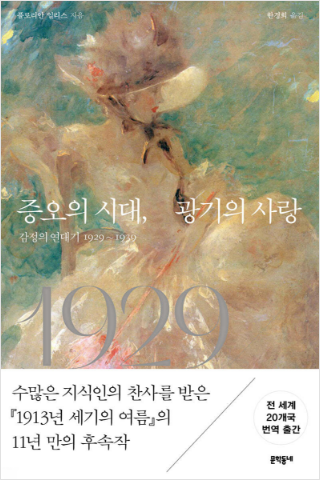 플로리안 일리스 지음
한경희 옮김
증오의 시대, 광기의 사랑
감정의 연대기 1929~1939
1929
수많은 지식인의 찬사를 받은
『1913년 세기의 여름』의
11년 만의 후속작
전 세계
20개국
번역 출간
문학동네